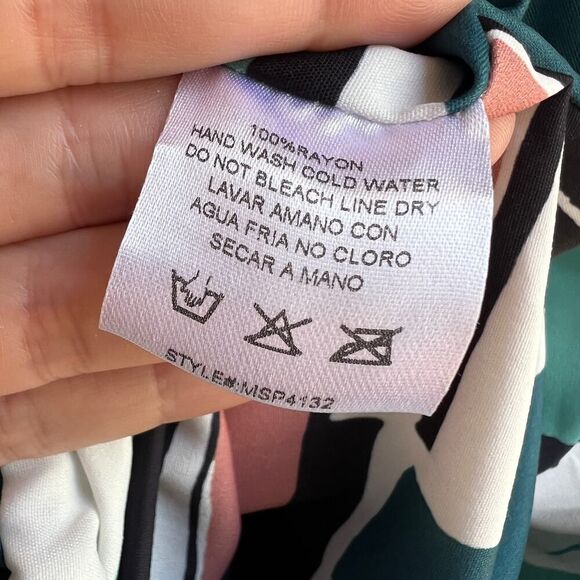 100%RAYON
HAND WASH COLD WATER
DO NOT BLEACH LINE DRY
LAVAR AMANO CON
AGUA FRIA NO CLORO
SECAR A MANO
STYLE#:MSP4132